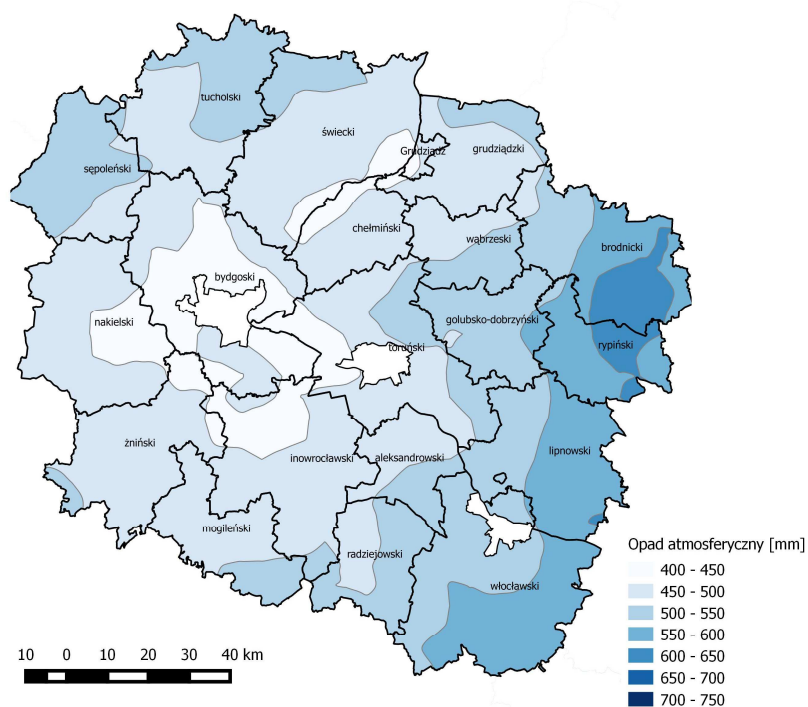 tucholski
świecki
Grudziądz
grudziądzki
sępoleński
chełmiński
wąbrzeski
brodnicki
bydgoski
nakielski
golubsko-dobrzyński
toruński
rypiński
żniński
inowrocławski
aleksandrowski
lipnowski
mogileński
radziejowski
włocławski
Opad atmosferyczny [mm]
400 - 450
450 - 500
500 - 550
550 - 600
600 - 650
650 - 700
700 - 750
10 0 10 20 30 40 km